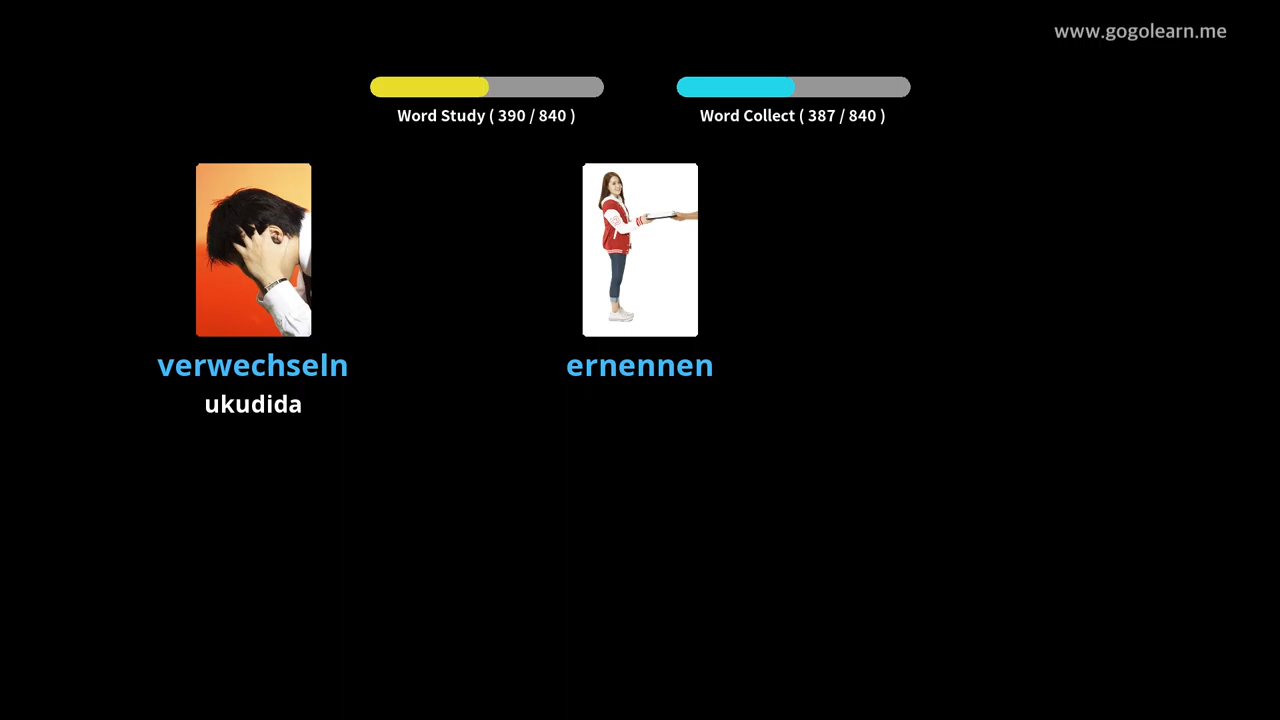 www.gogolearn.me
Word Study ( 390 / 840 )
Word Collect ( 387 / 840 )
verwechseln
ernennen
ukudida